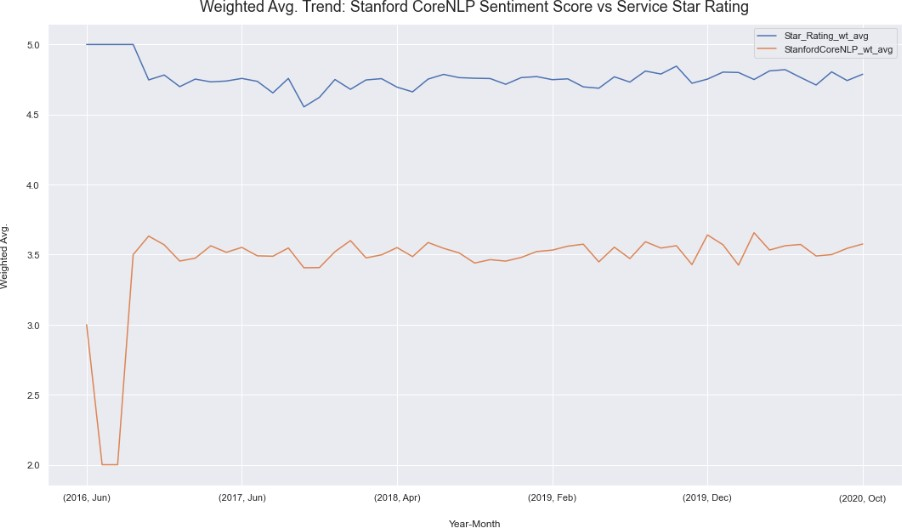 Weighted Avg. Trend: Stanford CoreNLP Sentiment Score vs Service Star Rating
Star_Rating_wt_avg
StanfordCoreNLP_wt_avg
5.0
4.5
4.0
3.5
3.0
2.5
2.0
Weighted Avg.
(2016, Jun)
(2017, Jun)
(2018, Apr)
(2019, Feb)
(2019, Dec)
(2020, Oct)
Year-Month